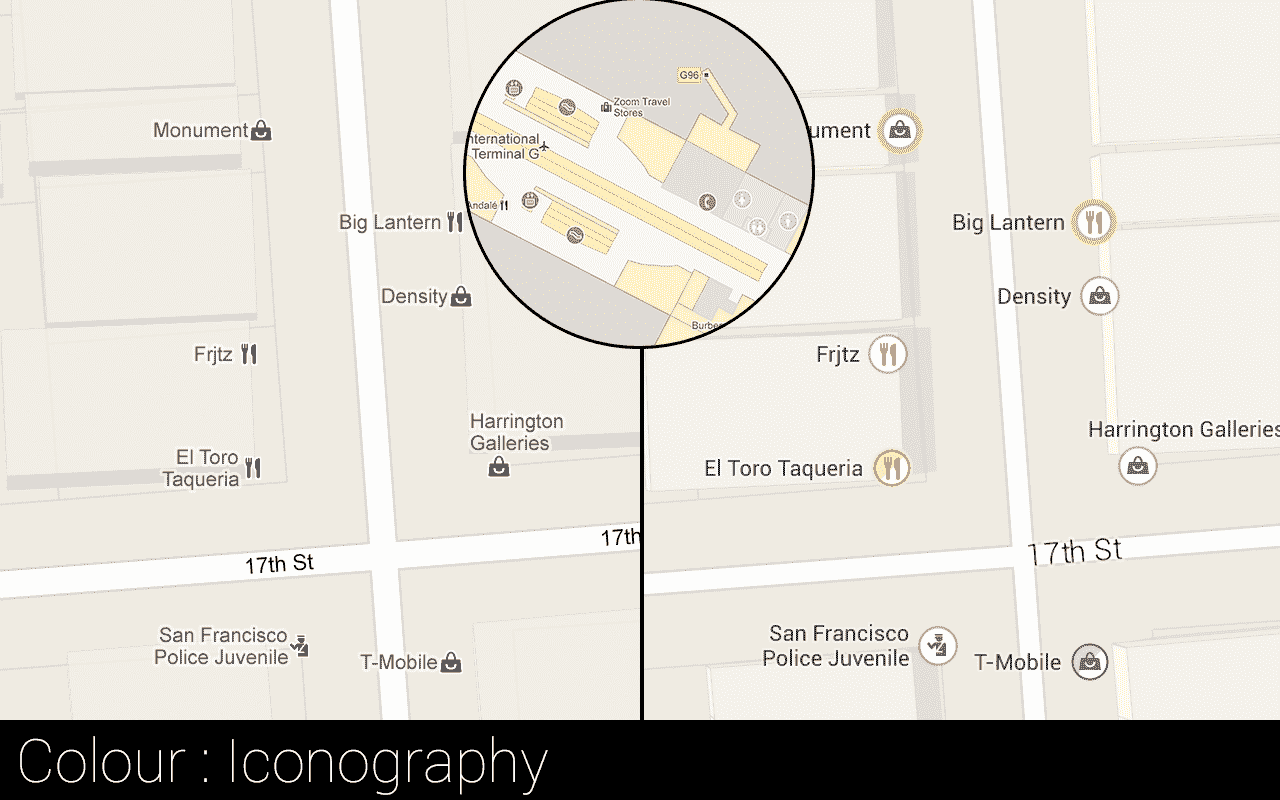 Monument
Big Lantern
Density
Frjtz
El Toro
Taqueria
Harrington
Galleries
17th St
17th
San Francisco
Police Juvenile
T-Mobile
G96
Zoom Travel
Stores
nternational
Terminal G
Andalé
Burbe
ument
Big Lantern
Density
Frjtz
El Toro Taqueria
Harrington Galleries
17th St
San Francisco
Police Juvenile
T-Mobile
Colour : Iconography